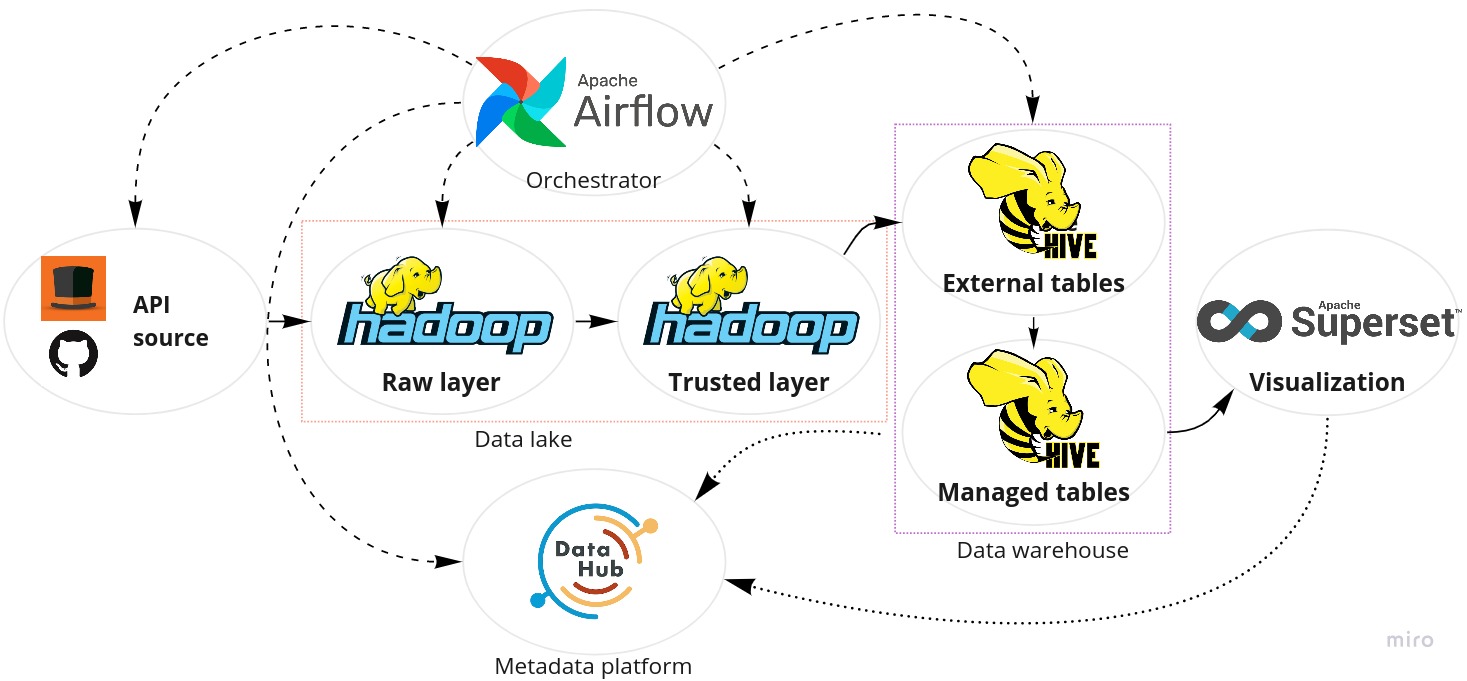 Apache
Airflow
Orchestrator
API
source
hadoop
Raw layer
hadoop
Trusted layer
Data lake
HIVE
External tables
HIVE
Managed tables
Data warehouse
Apache
Superset™
Visualization
Data
Hub
Metadata platform
miro